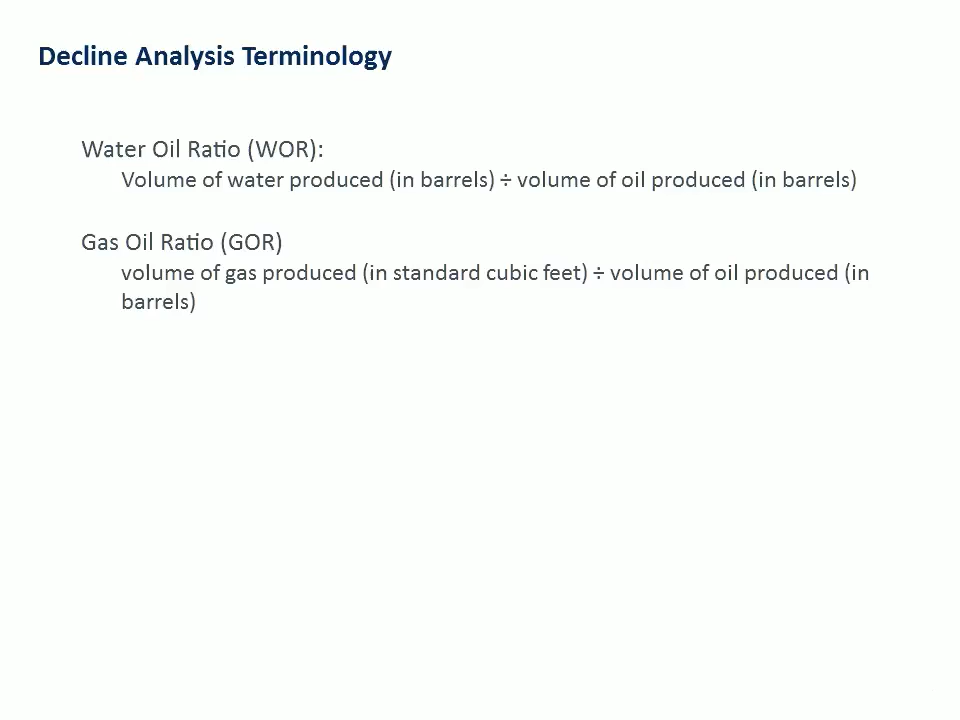 Decline Analysis Terminology
Water Oil Ratio (WOR):
Volume of water produced (in barrels) ÷ volume of oil produced (in barrels)
Gas Oil Ratio (GOR)
volume of gas produced (in standard cubic feet) ÷ volume of oil produced (in
barrels)